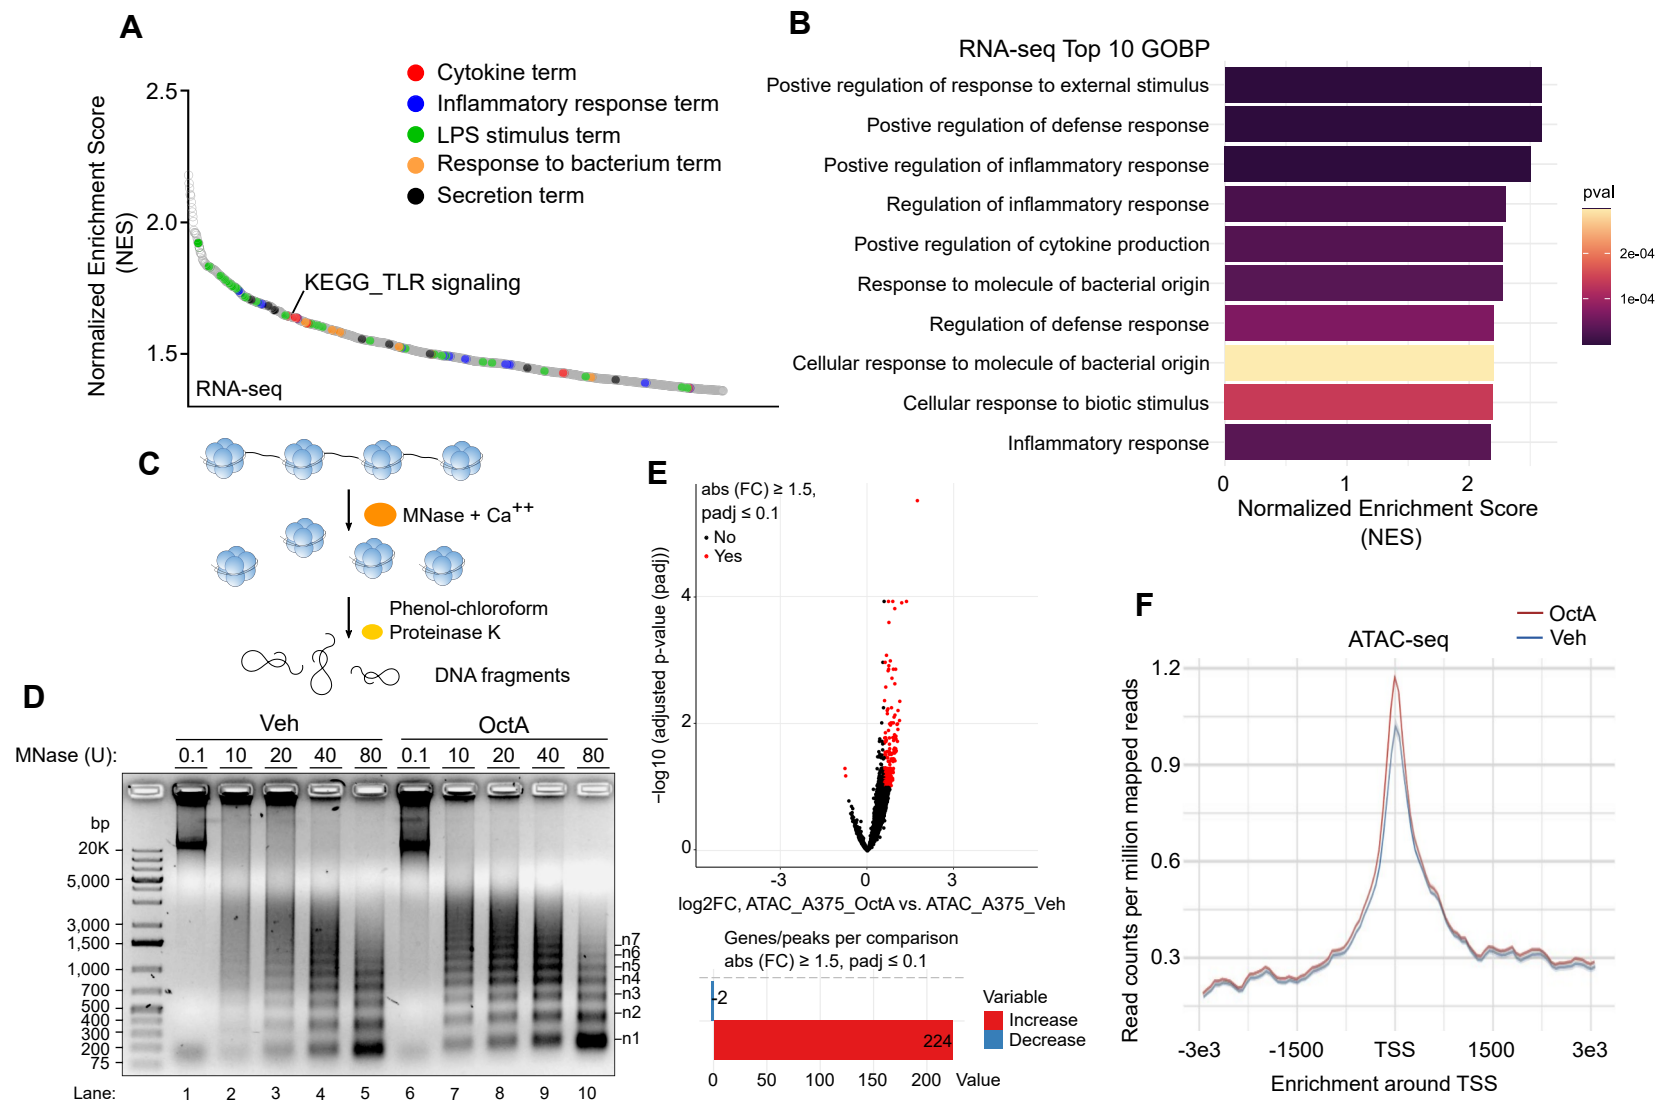 A
2.5
2.0
1.5
Normalized Enrichment Score
(NES)
Cytokine term
Inflammatory response term
LPS stimulus term
Response to bacterium term
Secretion term
KEGG_TLR signaling
RNA-seq
B
RNA-seq Top 10 GOBP
Postive regulation of response to external stimulus
Postive regulation of defense response
Postive regulation of inflammatory response
Regulation of inflammatory response
Postive regulation of cytokine production
Response to molecule of bacterial origin
Regulation of defense response
Cellular response to molecule of bacterial origin
Cellular response to biotic stimulus
Inflammatory response
0 1 2
Normalized Enrichment Score
(NES)
pval
2e-04
1e-04
C
MNase + Ca++
Phenol-chloroform
Proteinase K
DNA fragments
D
Veh OctA
MNase (U): 0.1 10 20 40 80 0.1 10 20 40 80
bp
20K
5,000
3,000
1,500
1,000
700
500
400
300
200
75
n7
n6
n5
n4
n3
n2
n1
Lane: 1 2 3 4 5 6 7 8 9 10
E
abs (FC) ≥ 1.5,
padj ≤ 0.1
No
Yes
−log10 (adjusted p-value (padj))
4
2
0
-3 0 3
log2FC, ATAC_A375_OctA vs. ATAC_A375_Veh
Genes/peaks per comparison
abs (FC) ≥ 1.5, padj ≤ 0.1
-2
224
0 50 100 150 200 Value
Variable
Increase
Decrease
F
OctA
Veh
ATAC-seq
Read counts per million mapped reads
1.2
0.9
0.6
0.3
-3e3 -1500 TSS 1500 3e3
Enrichment around TSS